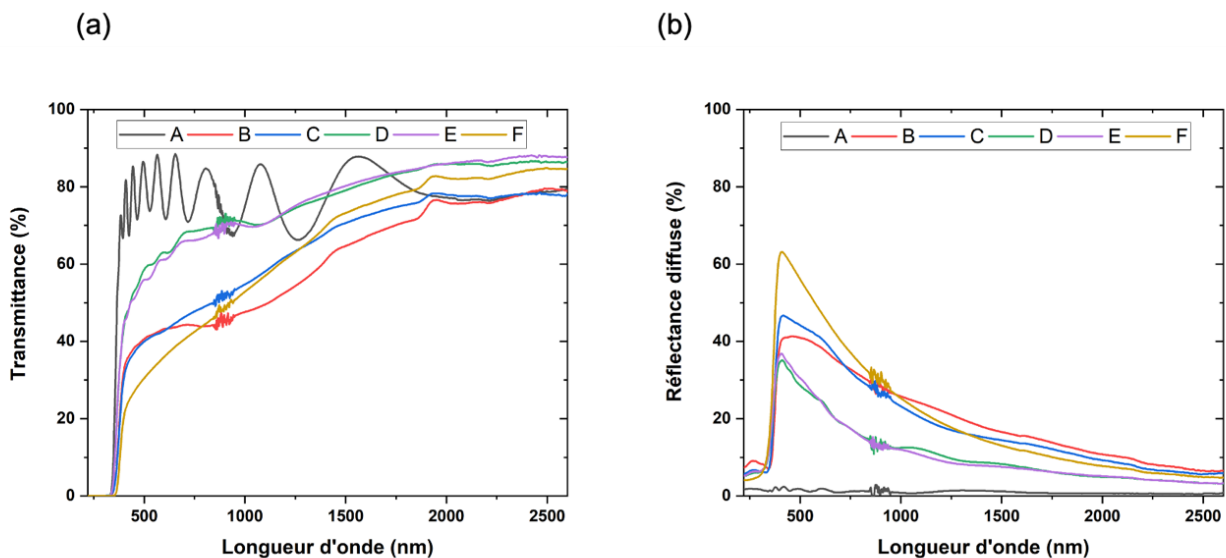 (a)
(b)
100
80
60
40
20
0
Transmittance (%)
A B C D E F
500 1000 1500 2000 2500
Longueur d'onde (nm)
100
80
60
40
20
0
Réflectance diffuse (%)
A B C D E F
500 1000 1500 2000 2500
Longueur d'onde (nm)